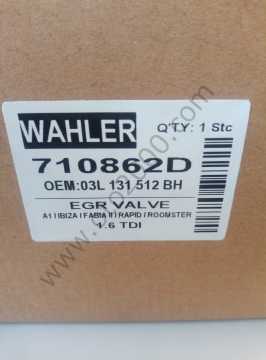 WAHLER
Q'TY: 1 Stc
710862D
OEM:03L 131 512 BH
EGR VALVE
A1 / IBIZA / FABIA II / RAPID / ROOMSTER
1.6 TDI